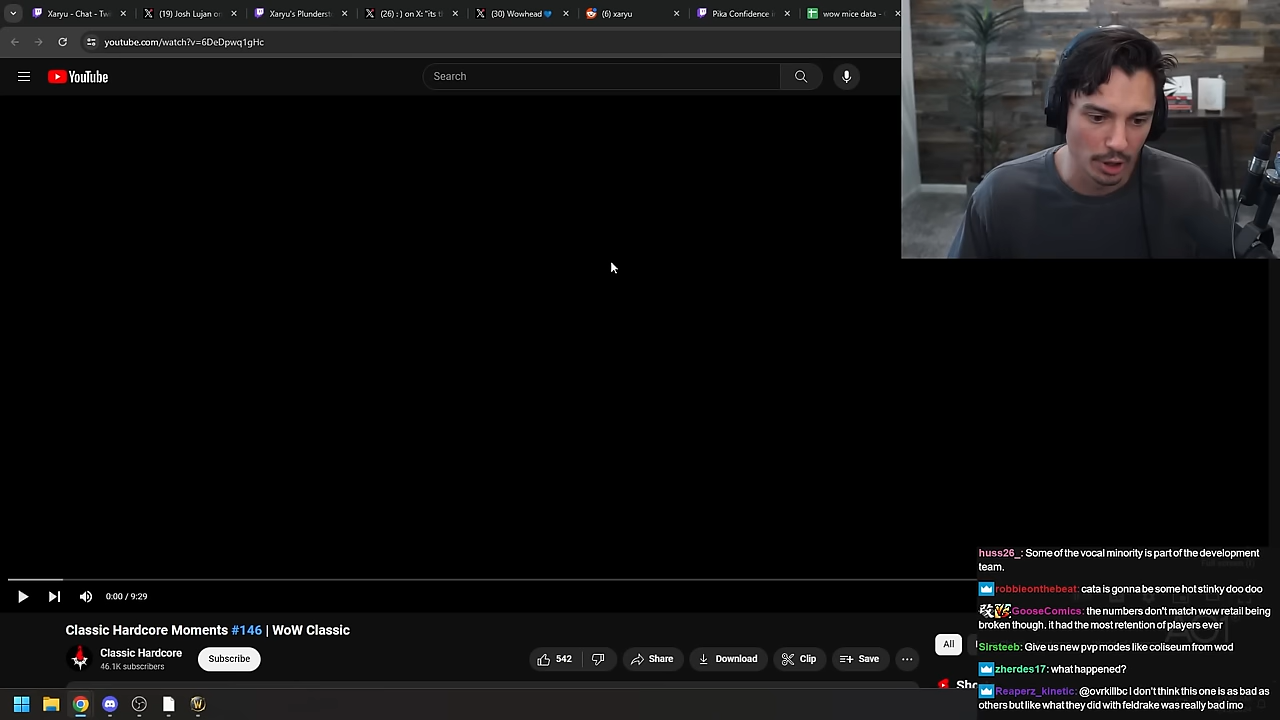 Xaryu - Chat - Tw
(19) Josh Lujan o
Xaryu's Plunderst
(26) : ) on X: "its t
(30) Wowhead💙
(6) xaryu
Pika Confidence i
wow mice data -
youtube.com/watch?v=6DeDpwq1gHc
YouTube
Search
0:00 / 9:29
Classic Hardcore Moments #146 | WoW Classic
Classic Hardcore
46.1K subscribers
Subscribe
542
Share
Download
Clip
Save
All
Sho
huss26_: Some of the vocal minority is part of the development
team.
robbieonthebeat: cata is gonna be some hot stinky doo doo
GooseComics: the numbers don't match wow retail being
broken though. it had the most retention of players ever
Sirsteeb: Give us new pvp modes like coliseum from wod
zherdes17: what happened?
Reaperz_kinetic: @ovrkillbc I don't think this one is as bad as
others but like what they did with feldrake was really bad imo